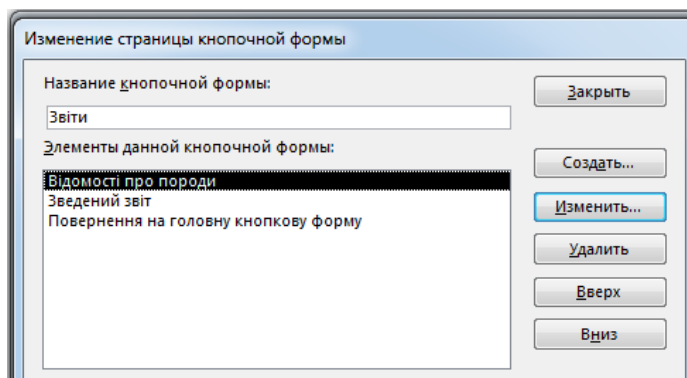 Изменение страницы кнопочной формы
Название кнопочной формы:
Закрыть
Звіти
Элементы данной кнопочной формы:
Создать...
Відомості про породи
Зведений звіт
Изменить...
Повернення на головну кнопкову форму
Удалить
Вверх
Вниз